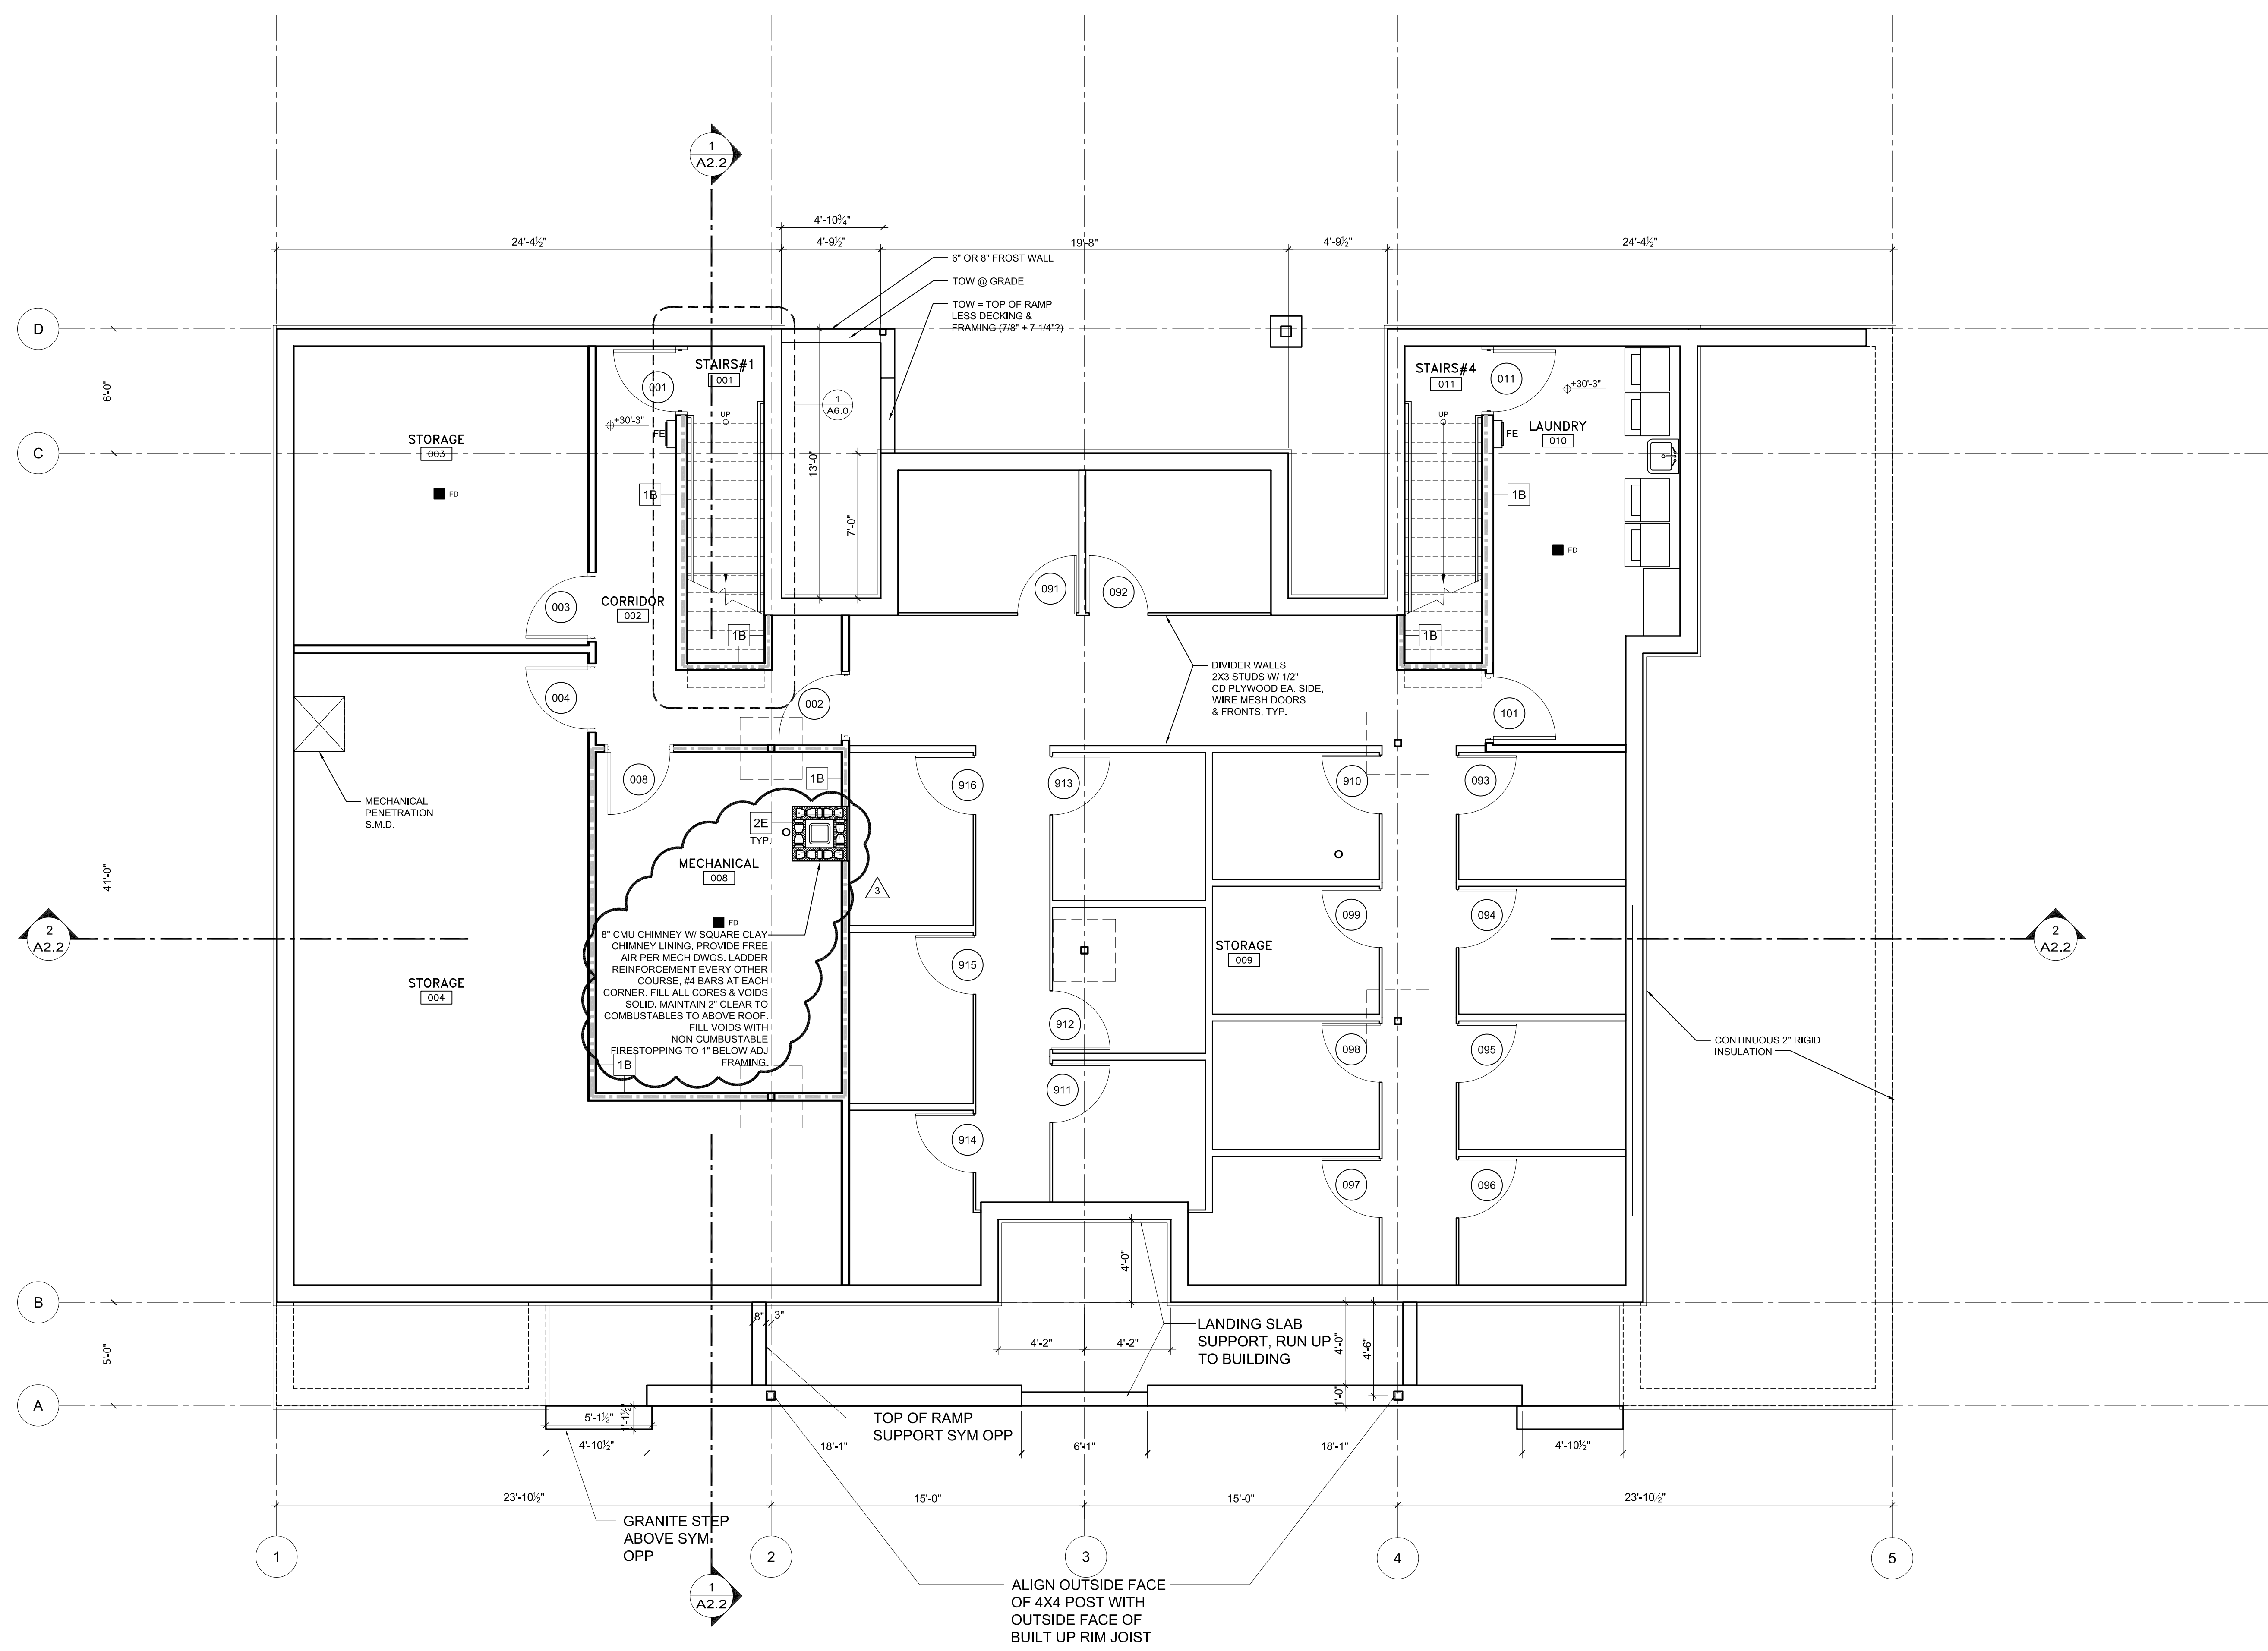 1
A2.2
4'-10¾"
24'-4½"
4'-9½"
19'-8"
4'-9½"
24'-4½"
6" OR 8" FROST WALL
TOW @ GRADE
TOW = TOP OF RAMP
LESS DECKING &
FRAMING (7/8" + 7 1/4"?)
D
6'-0"
C
41'-0"
B
5'-0"
A
STAIRS#1
001
001
+30'-3"
FE
UP
1
A6.0
13'-0"
7'-0"
STORAGE
003
FD
1B
003
CORRIDOR
002
1B
004
002
008
MECHANICAL
PENETRATION
S.M.D.
STAIRS#4
011
011
+30'-3"
UP
FE
LAUNDRY
010
1B
FD
1B
101
091
092
DIVIDER WALLS
2X3 STUDS W/ 1/2"
CD PLYWOOD EA. SIDE,
WIRE MESH DOORS
& FRONTS, TYP.
1B
2E
TYP.
MECHANICAL
008
3
FD
8" CMU CHIMNEY W/ SQUARE CLAY
CHIMNEY LINING, PROVIDE FREE
AIR PER MECH DWGS, LADDER
REINFORCEMENT EVERY OTHER
COURSE, #4 BARS AT EACH
CORNER. FILL ALL CORES & VOIDS
SOLID. MAINTAIN 2" CLEAR TO
COMBUSTABLES TO ABOVE ROOF.
FILL VOIDS WITH
NON-CUMBUSTABLE
FIRESTOPPING TO 1" BELOW ADJ
FRAMING.
1B
STORAGE
004
2
A2.2
2
A2.2
916
913
910
093
099
094
915
STORAGE
009
912
098
095
911
914
097
096
CONTINUOUS 2" RIGID
INSULATION
8"
3"
4'-0"
4'-2"
4'-2"
LANDING SLAB
SUPPORT, RUN UP
TO BUILDING
4'-0"
4'-6"
1'-0"
5'-1½"
1'-1½"
TOP OF RAMP
SUPPORT SYM OPP
4'-10½"
18'-1"
6'-1"
18'-1"
4'-10½"
23'-10½"
15'-0"
15'-0"
23'-10½"
GRANITE STEP
ABOVE SYM
OPP
1
2
3
4
5
1
A2.2
ALIGN OUTSIDE FACE
OF 4X4 POST WITH
OUTSIDE FACE OF
BUILT UP RIM JOIST